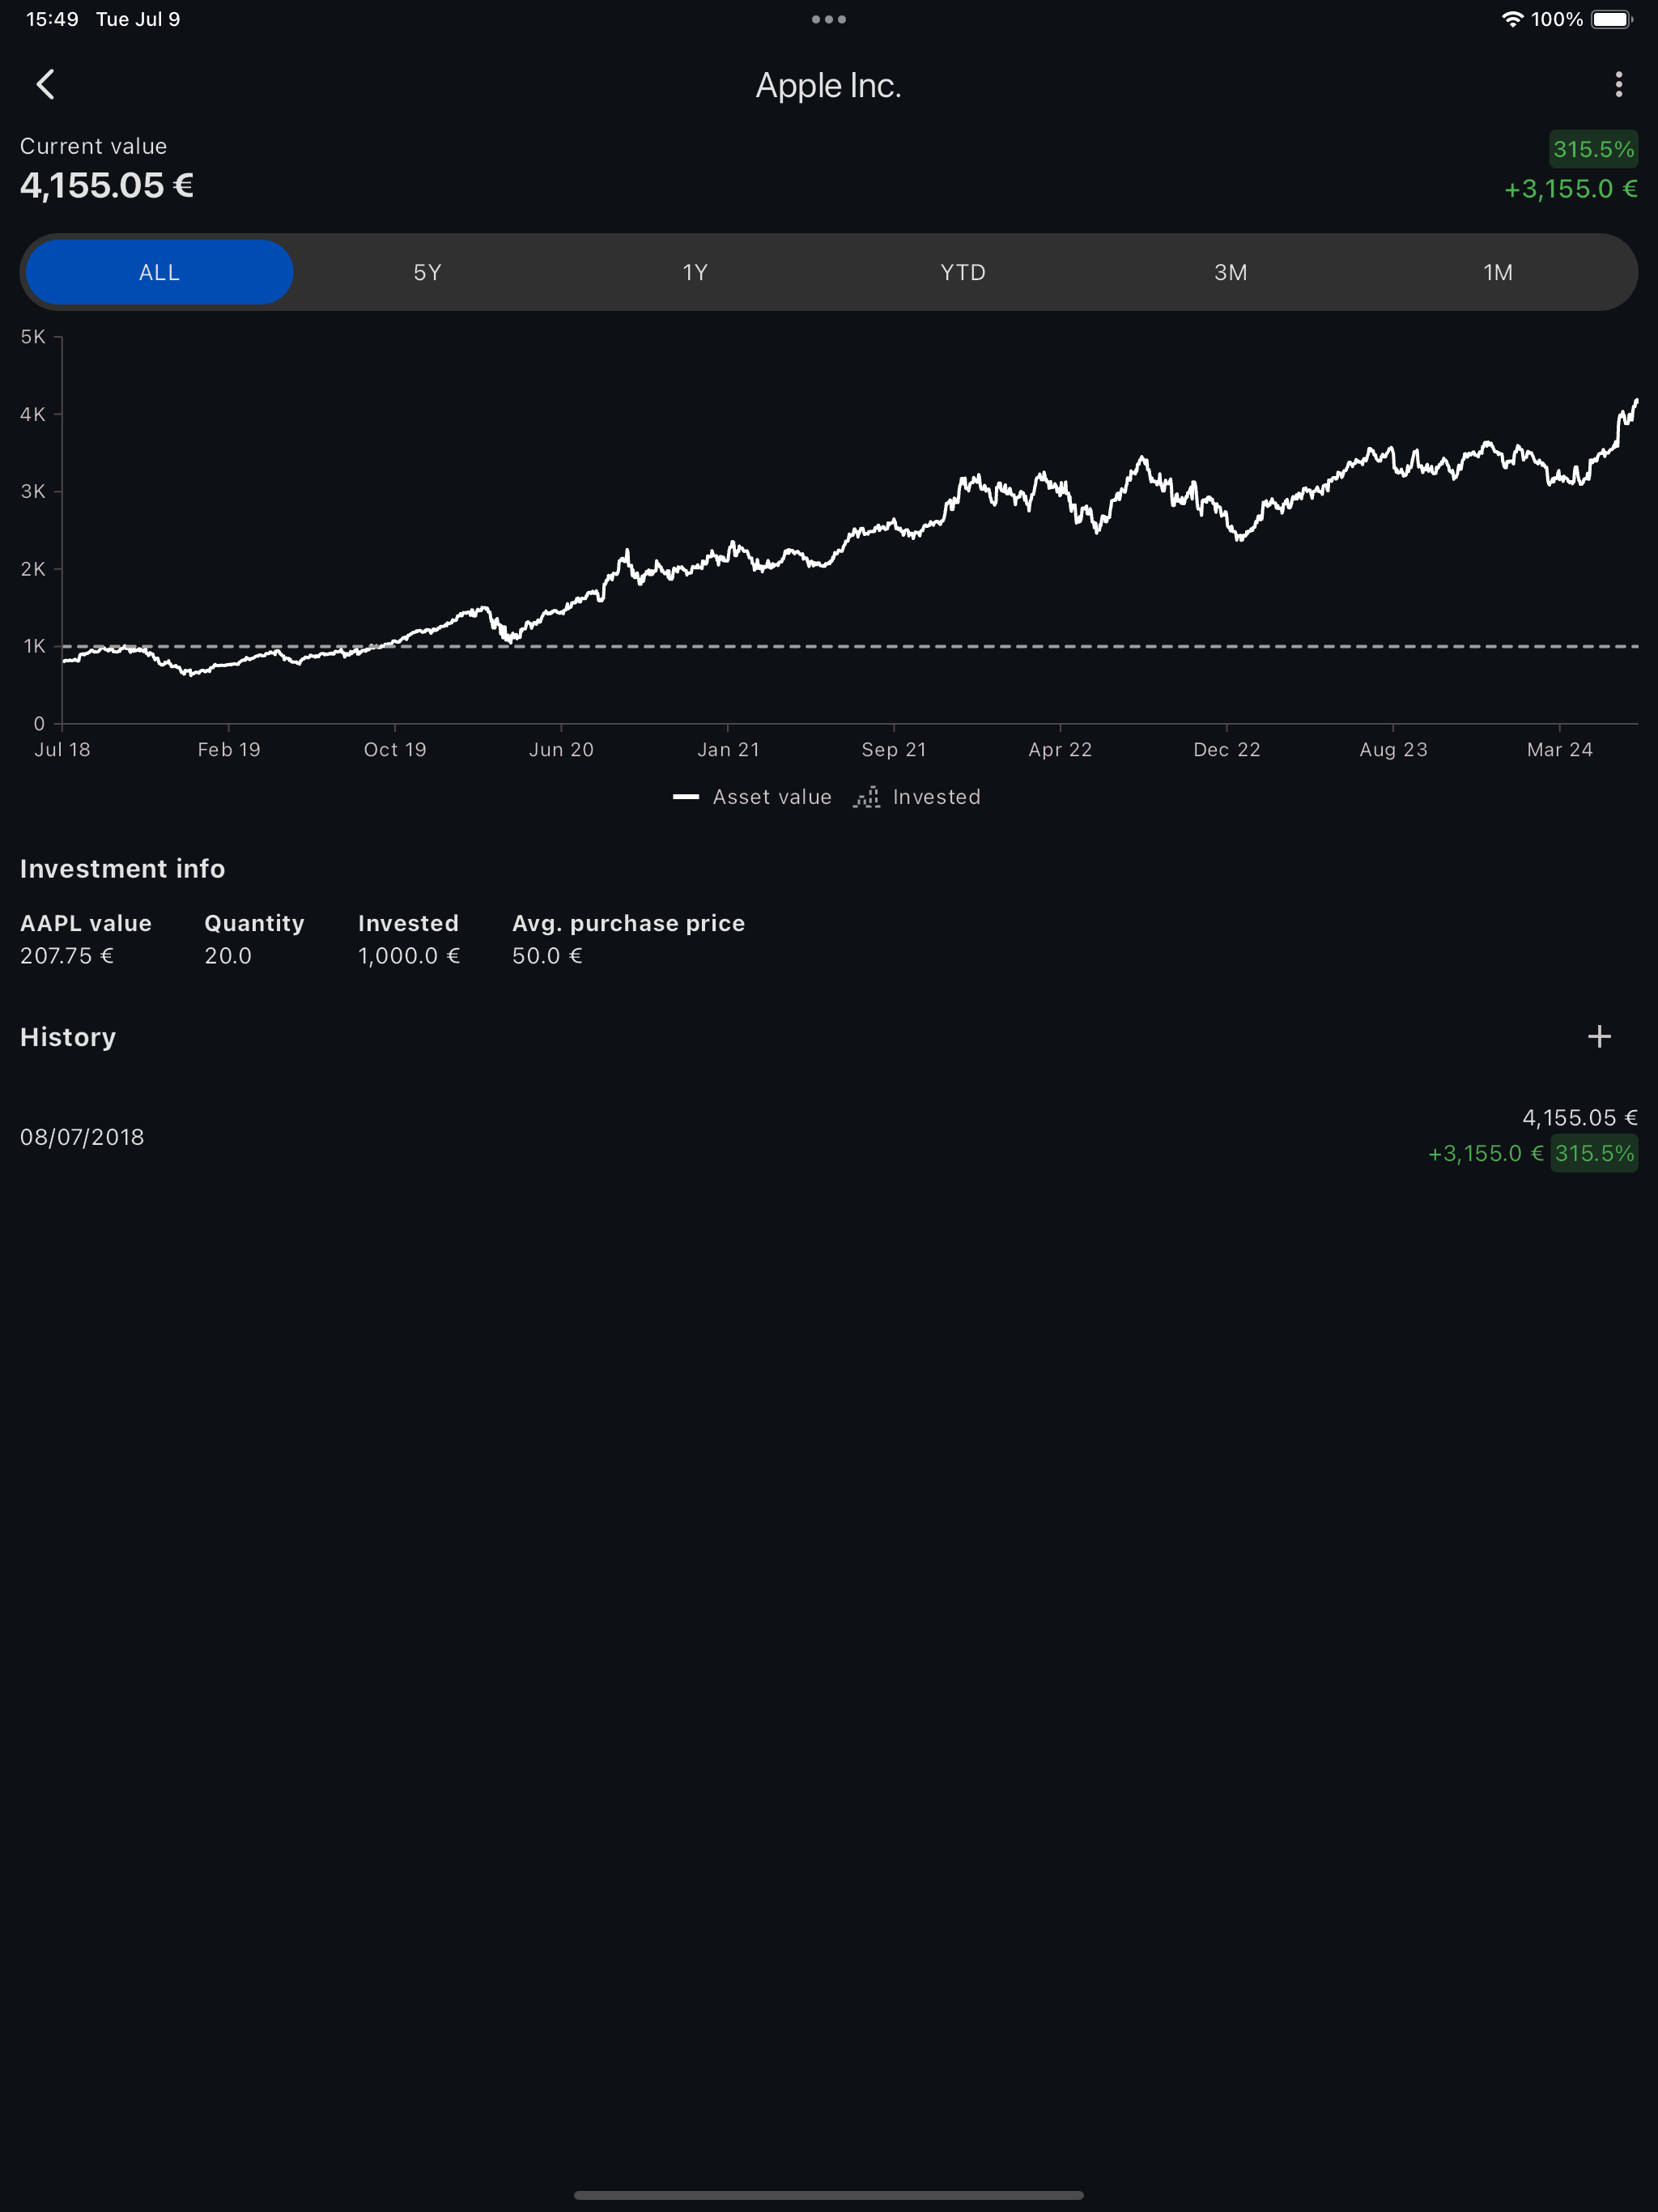 15:49 Tue Jul 9 100%
Apple Inc.
Current value 315.5%
4,155.05 € +3,155.0 €
ALL 5Y 1Y YTD 3M 1M
5K
4K
3K
2K
1K
0
Jul 18 Feb 19 Oct 19 Jun 20 Jan 21 Sep 21 Apr 22 Dec 22 Aug 23 Mar 24
Asset value Invested
Investment info
AAPL value Quantity Invested Avg. purchase price
207.75 € 20.0 1,000.0 € 50.0 €
History
08/07/2018
4,155.05 €
+3,155.0 € 315.5%